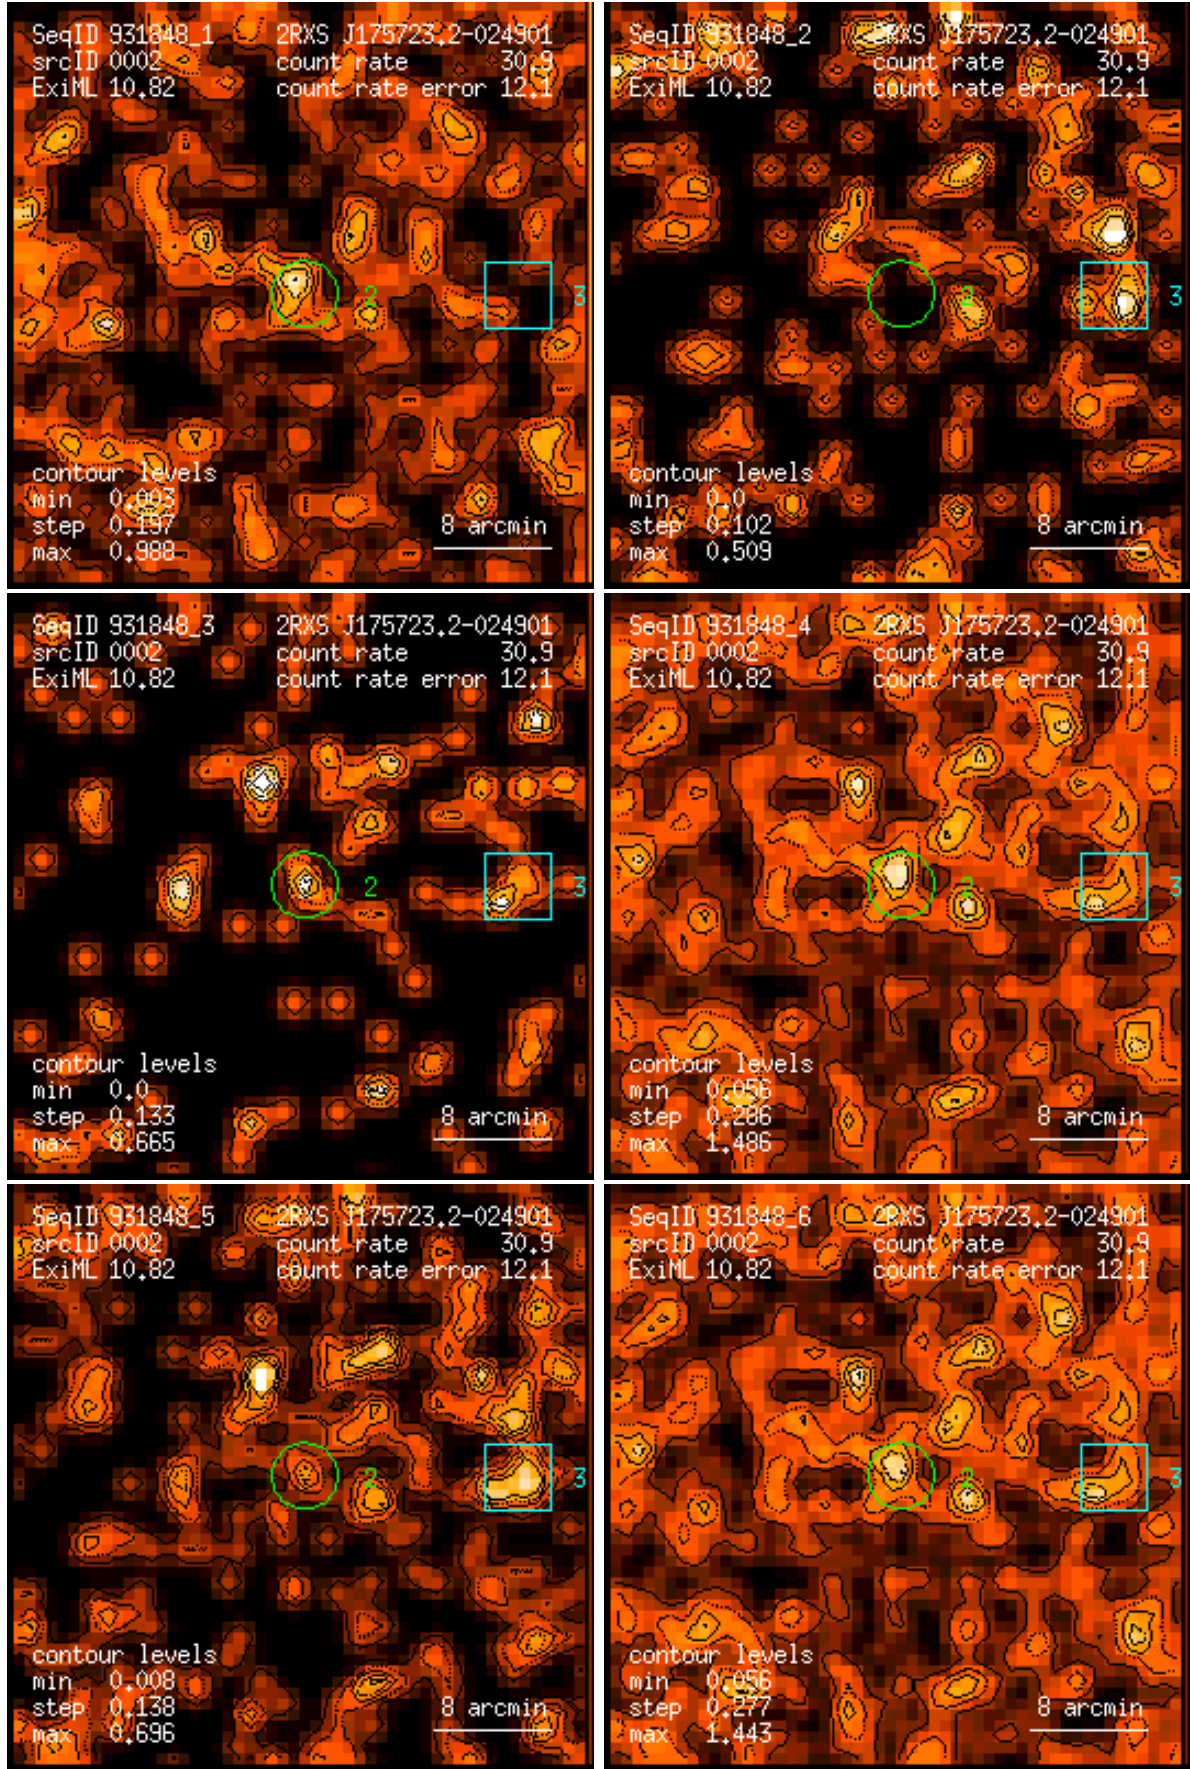 SeqID 931848_1 2RXS J175723.2-024901
srcID 0002 count rate 30.9
ExiML 10.82 count rate error 12.1
2
3
contour levels
min 0.003
step 0.197
max 0.988
8 arcmin
SeqID 931848_2 2RXS J175723.2-024901
srcID 0002 count rate 30.9
ExiML 10.82 count rate error 12.1
2
3
contour levels
min 0.0
step 0.102
max 0.509
8 arcmin
SeqID 931848_3 2RXS J175723.2-024901
srcID 0002 count rate 30.9
ExiML 10.82 count rate error 12.1
2
3
contour levels
min 0.0
step 0.133
max 0.665
8 arcmin
SeqID 931848_4 2RXS J175723.2-024901
srcID 0002 count rate 30.9
ExiML 10.82 count rate error 12.1
2
3
contour levels
min 0.056
step 0.286
max 1.486
8 arcmin
SeqID 931848_5 2RXS J175723.2-024901
srcID 0002 count rate 30.9
ExiML 10.82 count rate error 12.1
2
3
contour levels
min 0.008
step 0.138
max 0.696
8 arcmin
SeqID 931848_6 2RXS J175723.2-024901
srcID 0002 count rate 30.9
ExiML 10.82 count rate error 12.1
2
3
contour levels
min 0.056
step 0.277
max 1.443
8 arcmin